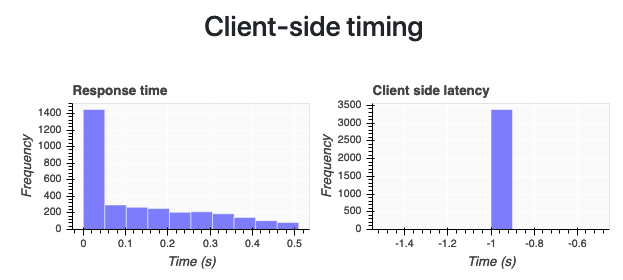 Client-side timing
Response time
Frequency
1400
1200
1000
800
600
400
200
0
0 0.1 0.2 0.3 0.4 0.5
Time (s)
Client side latency
Frequency
3500
3000
2500
2000
1500
1000
500
0
-1.4 -1.2 -1 -0.8 -0.6
Time (s)